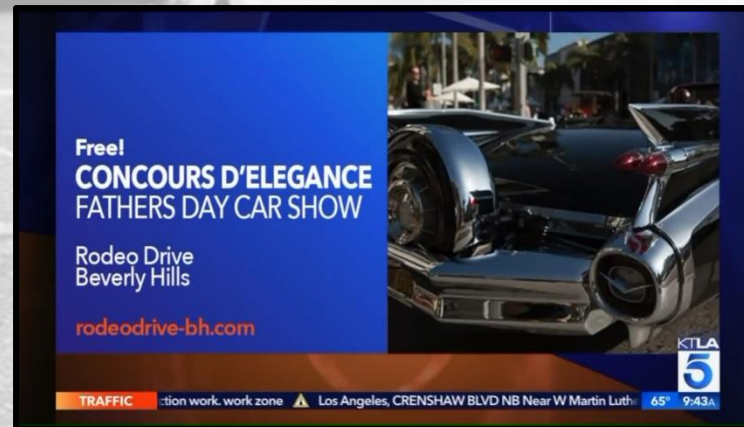 Free!
CONCOURS D'ELEGANCE
FATHERS DAY CAR SHOW
Rodeo Drive
Beverly Hills
rodeodrive-bh.com
KTLA
5
TRAFFIC ction work. work zone Los Angeles, CRENSHAW BLVD NB Near W Martin Luth 65° 9:43A